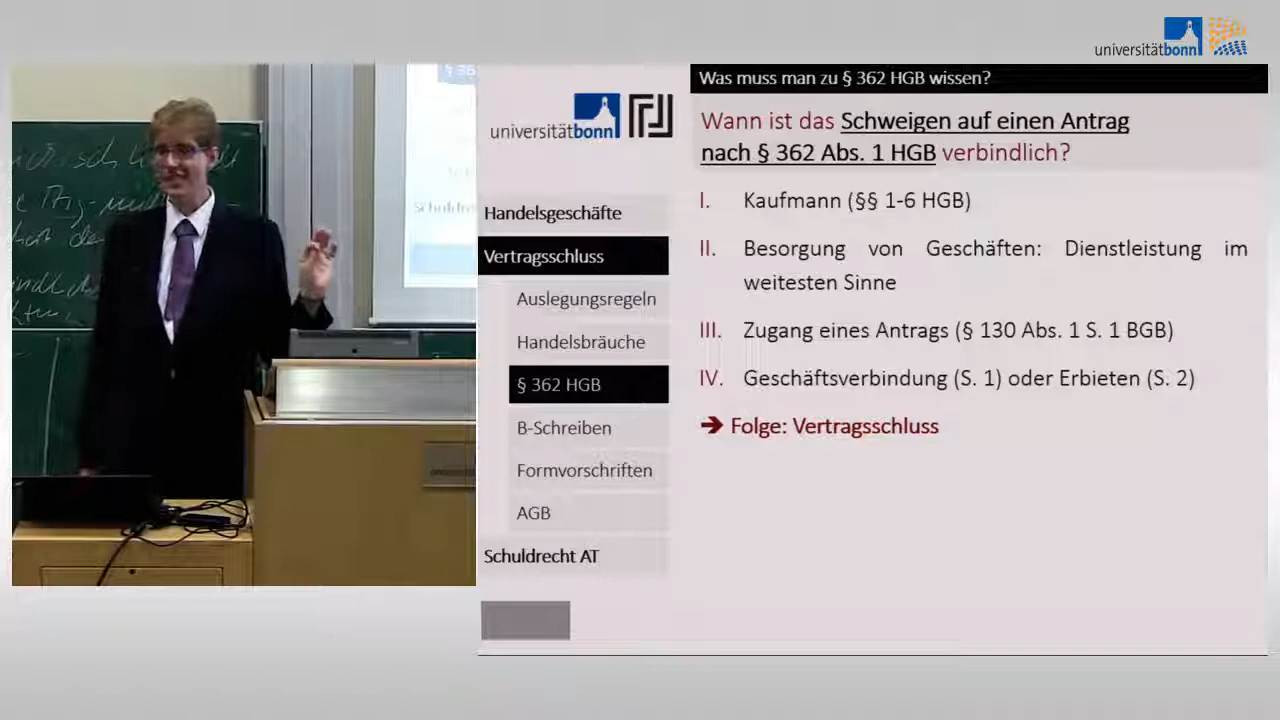 universitätbonn
Was muss man zu § 362 HGB wissen?
universitätbonn
Wann ist das Schweigen auf einen Antrag
nach § 362 Abs. 1 HGB verbindlich?
Handelsgeschäfte
Vertragsschluss
Auslegungsregeln
Handelsbräuche
§ 362 HGB
B-Schreiben
Formvorschriften
AGB
Schuldrecht AT
I. Kaufmann (§§ 1-6 HGB)
II. Besorgung von Geschäften: Dienstleistung im
weitesten Sinne
III. Zugang eines Antrags (§ 130 Abs. 1 S. 1 BGB)
IV. Geschäftsverbindung (S. 1) oder Erbieten (S. 2)
➔ Folge: Vertragsschluss